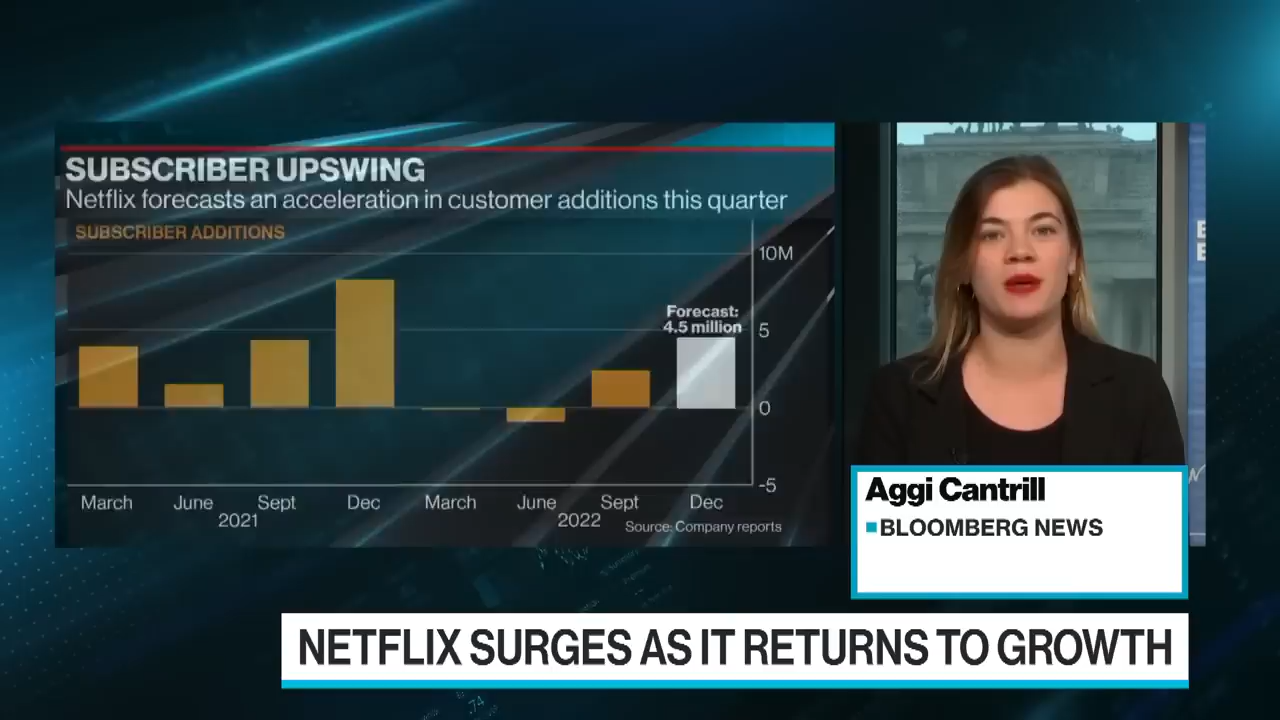 SUBSCRIBER UPSWING
Netflix forecasts an acceleration in customer additions this quarter
SUBSCRIBER ADDITIONS
10M
Forecast:
4.5 million
5
0
-5
March June Sept Dec March June Sept Dec
2021 2022
Source: Company reports
Aggi Cantrill
BLOOMBERG NEWS
NETFLIX SURGES AS IT RETURNS TO GROWTH